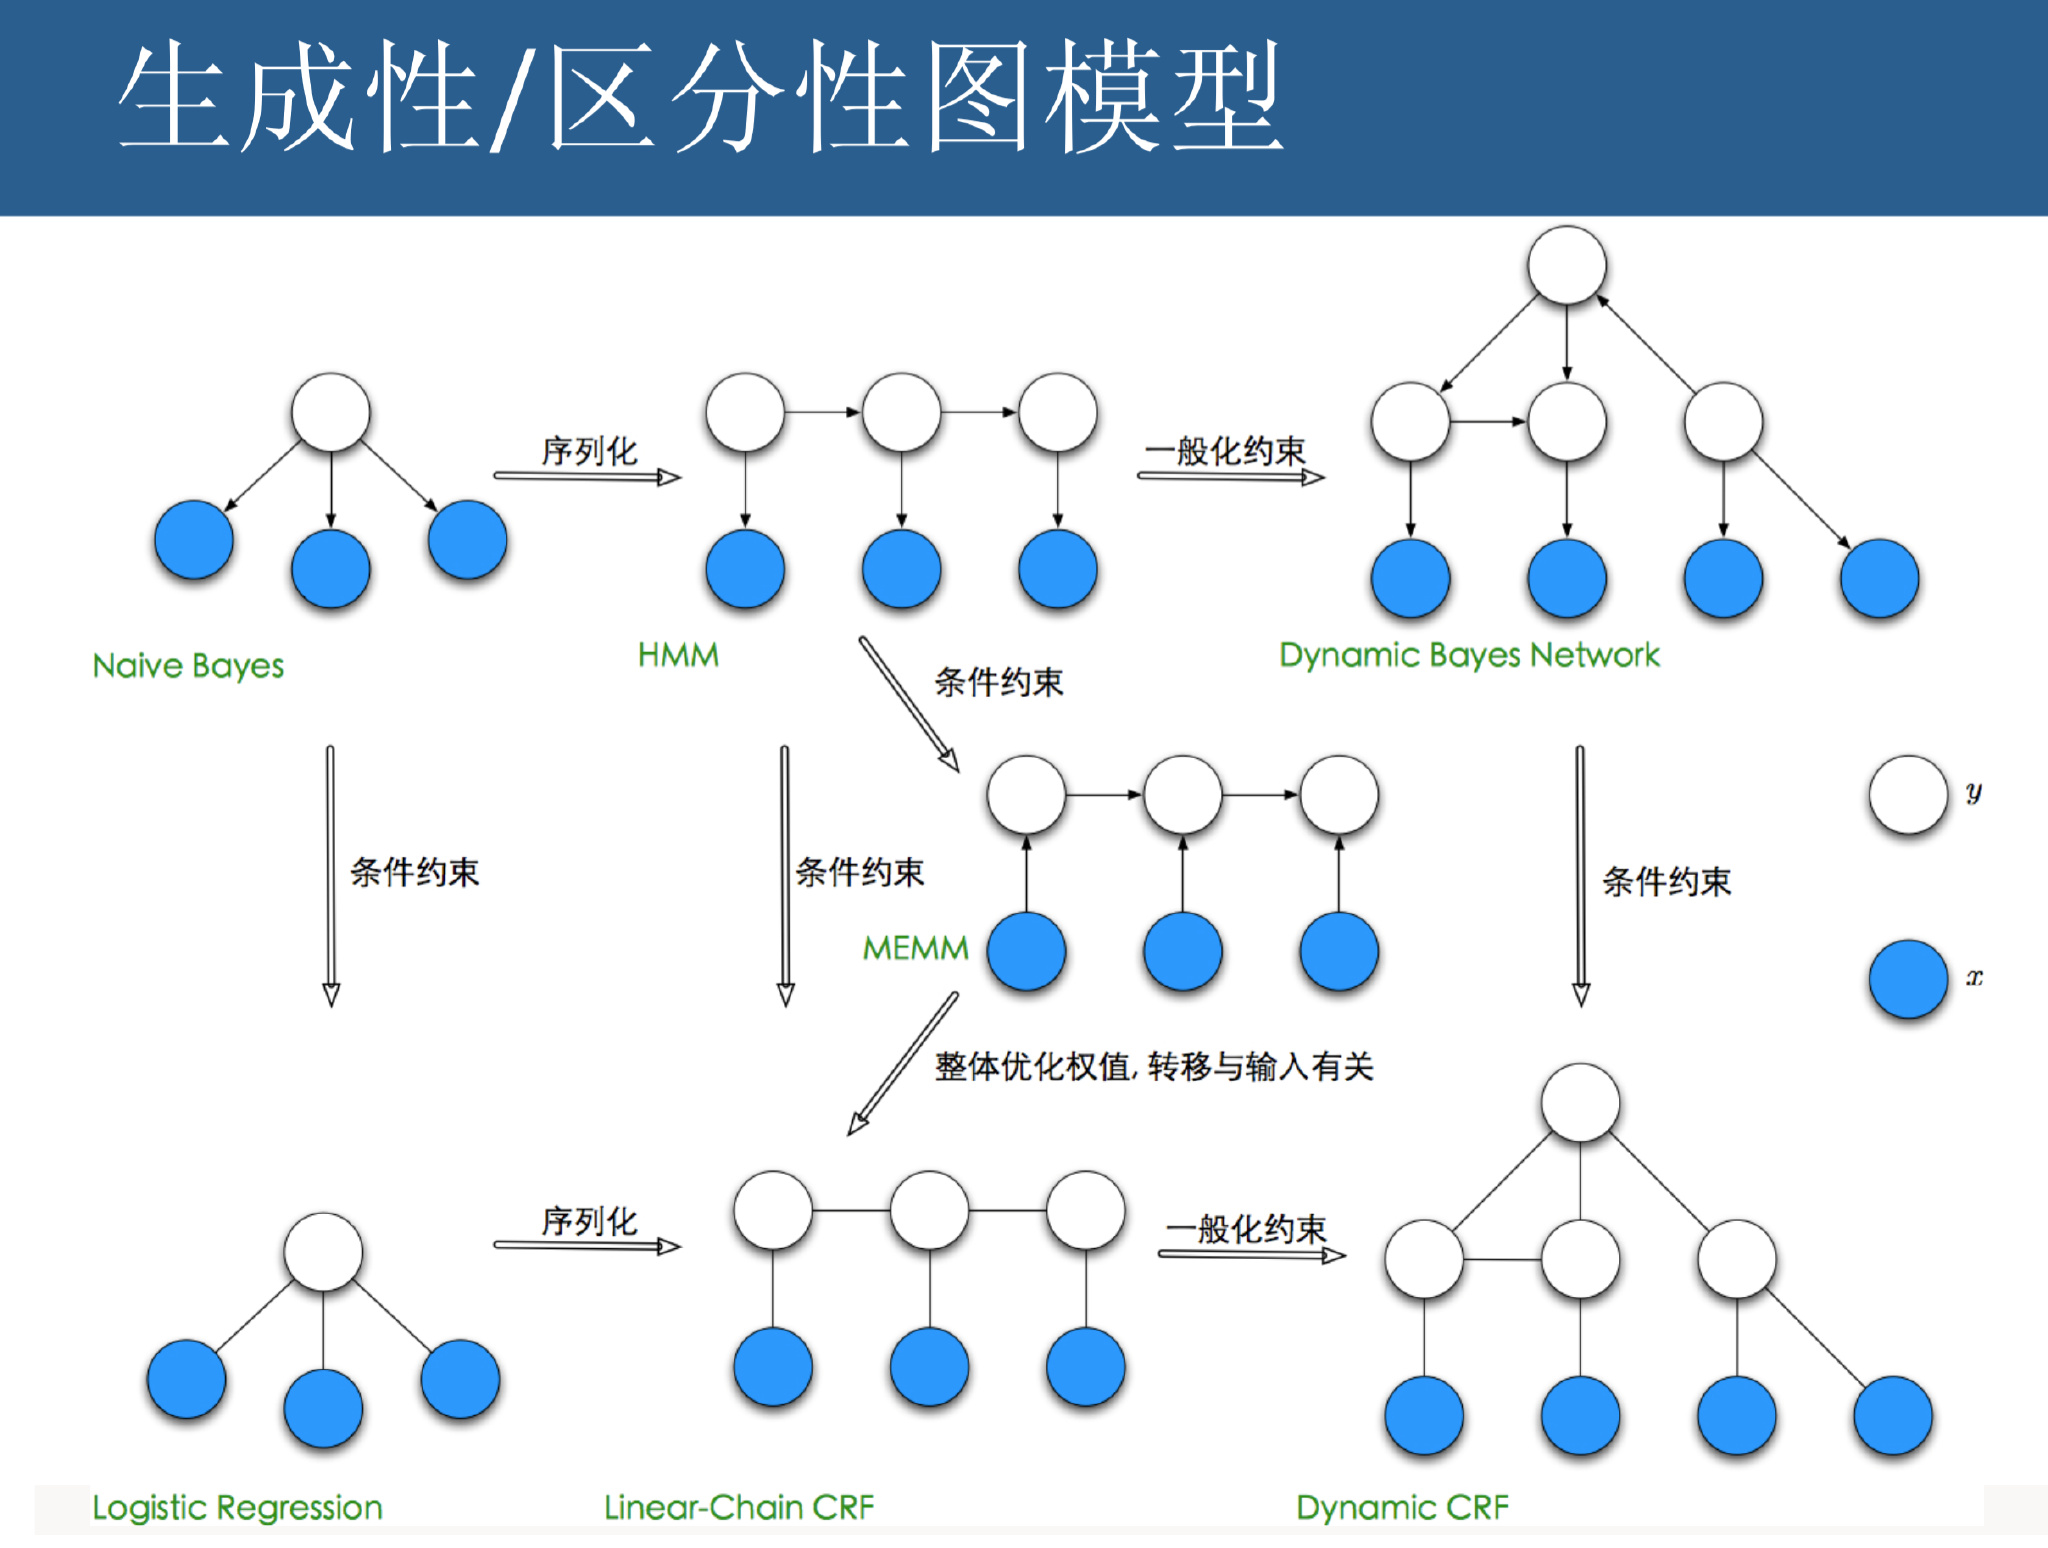 生成性/区分性图模型
序列化
一般化约束
Naive Bayes
HMM
Dynamic Bayes Network
条件约束
条件约束
条件约束
条件约束
y
x
MEMM
整体优化权值, 转移与输入有关
序列化
一般化约束
Logistic Regression
Linear-Chain CRF
Dynamic CRF